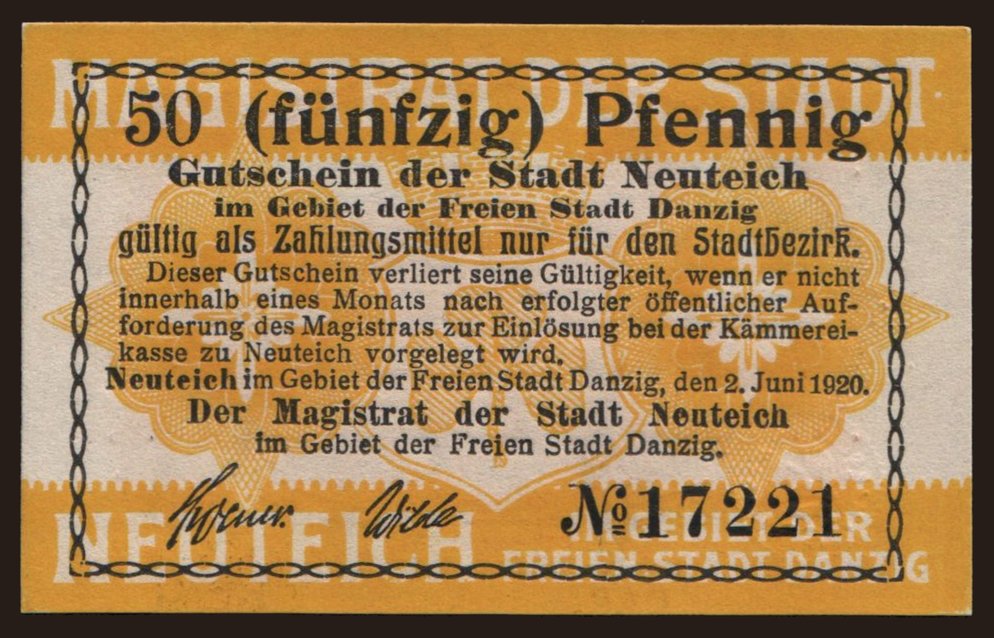 MAGISTRAT DER STADT
50 (fünfzig) Pfennig
Gutschein der Stadt Neuteich
im Gebiet der Freien Stadt Danzig
gültig als Zahlungsmittel nur für den Stadtbezirk.
Dieser Gutschein verliert seine Gültigkeit, wenn er nicht
innerhalb eines Monats nach erfolgter öffentlicher Auf-
forderung des Magistrats zur Einlösung bei der Kämmerei-
kasse zu Neuteich vorgelegt wird.
Neuteich im Gebiet der Freien Stadt Danzig, den 2. Juni 1920.
Der Magistrat der Stadt Neuteich
im Gebiet der Freien Stadt Danzig.
№ 17221
NEUTEICH
IM GEBIET DER
FREIEN STADT DANZIG